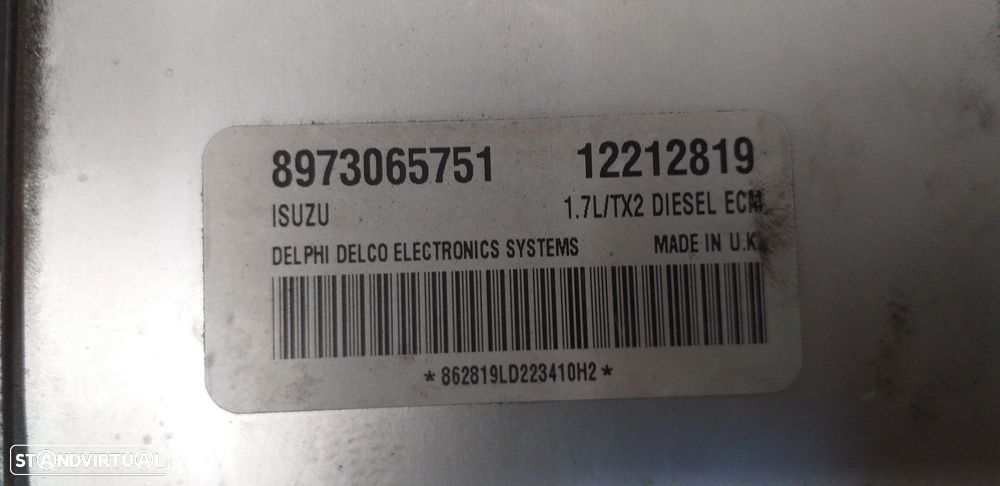 8973065751 12212819
ISUZU 1.7L/TX2 DIESEL ECM
DELPHI DELCO ELECTRONICS SYSTEMS MADE IN U.K.
*862819LD223410H2*
STANDVIRTUAL